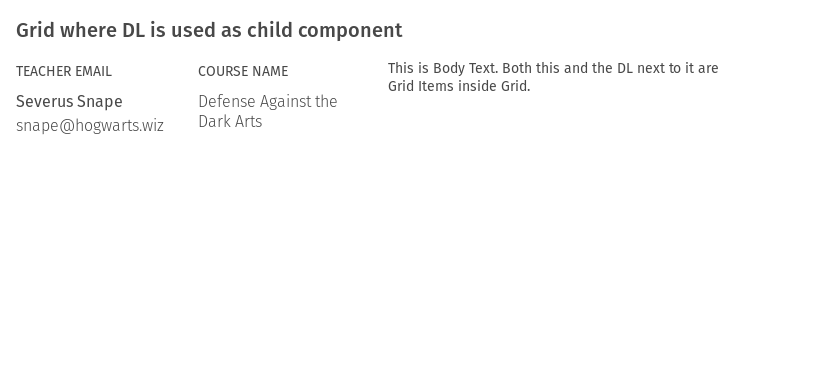 Grid where DL is used as child component
TEACHER EMAIL
Severus Snape
snape@hogwarts.wiz
COURSE NAME
Defense Against the
Dark Arts
This is Body Text. Both this and the DL next to it are
Grid Items inside Grid.